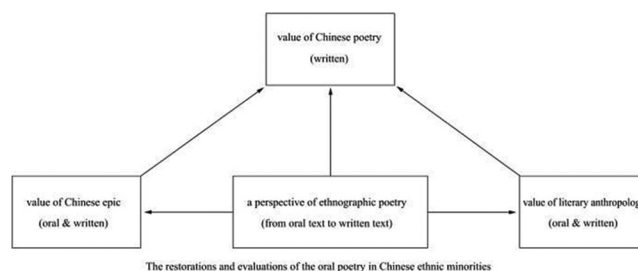 value of Chinese poetry
(written)
value of Chinese epic
(oral & written)
a perspective of ethnographic poetry
(from oral text to written text)
value of literary anthropolog
(oral & written)
The restorations and evaluations of the oral poetry in Chinese ethnic minorities